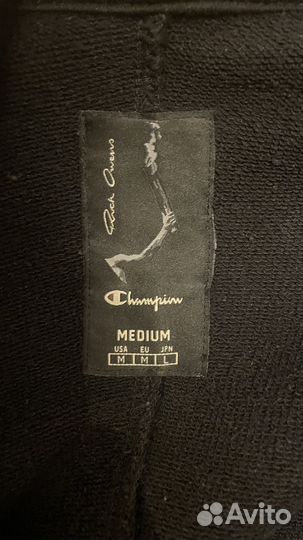 Rick Owens
Champion
MEDIUM
USA EU JPN
M M L
Avito